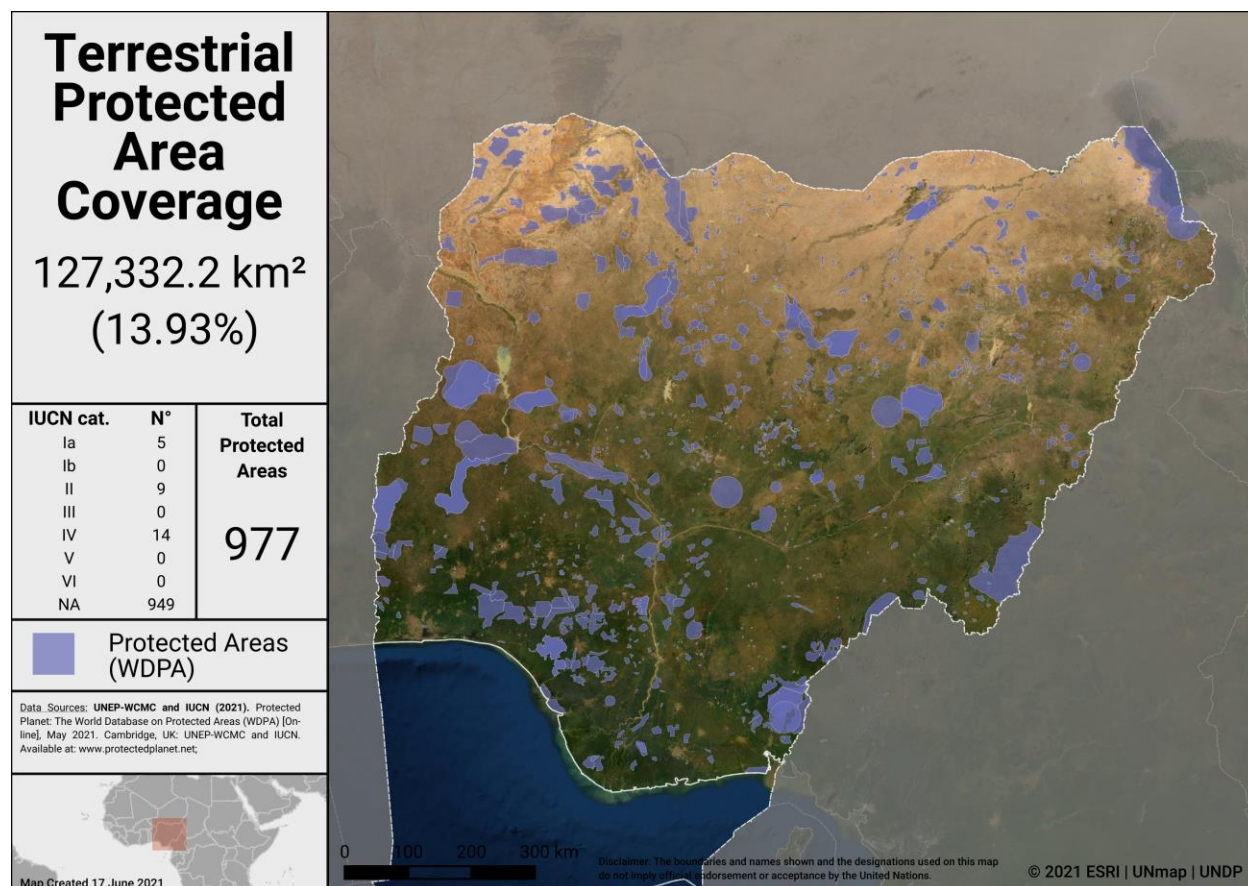 Terrestrial
Protected
Area
Coverage
127,332.2 km²
(13.93%)
IUCN cat. N°
Ia 5
Ib 0
II 9
III 0
IV 14
V 0
VI 0
NA 949
Total
Protected
Areas
977
Protected Areas
(WDPA)
Data Sources: UNEP-WCMC and IUCN (2021). Protected
Planet: The World Database on Protected Areas (WDPA) [On-
line], May 2021. Cambridge, UK: UNEP-WCMC and IUCN.
Available at: www.protectedplanet.net;
Map Created 17 June 2021
0 100 200 300 km
Disclaimer: The boundaries and names shown and the designations used on this map
do not imply official endorsement or acceptance by the United Nations.
© 2021 ESRI | UNmap | UNDP